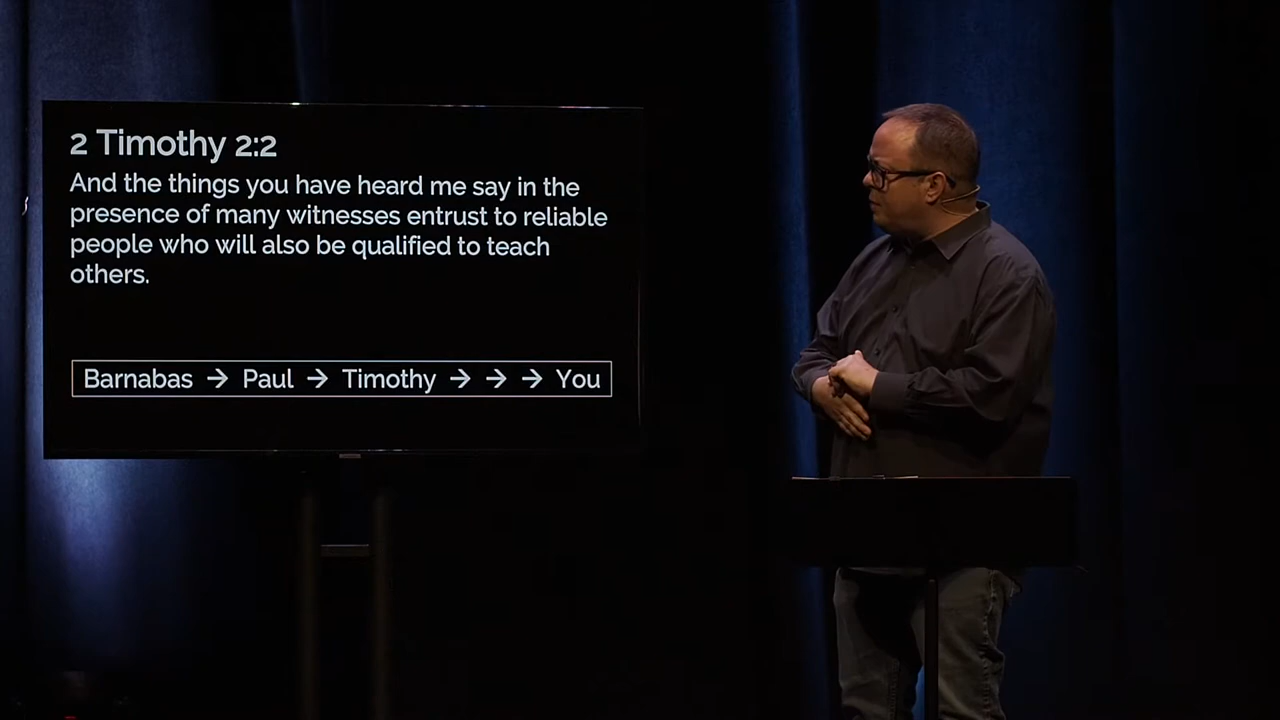 2 Timothy 2:2
And the things you have heard me say in the
presence of many witnesses entrust to reliable
people who will also be qualified to teach
others.
Barnabas → Paul → Timothy → → → You